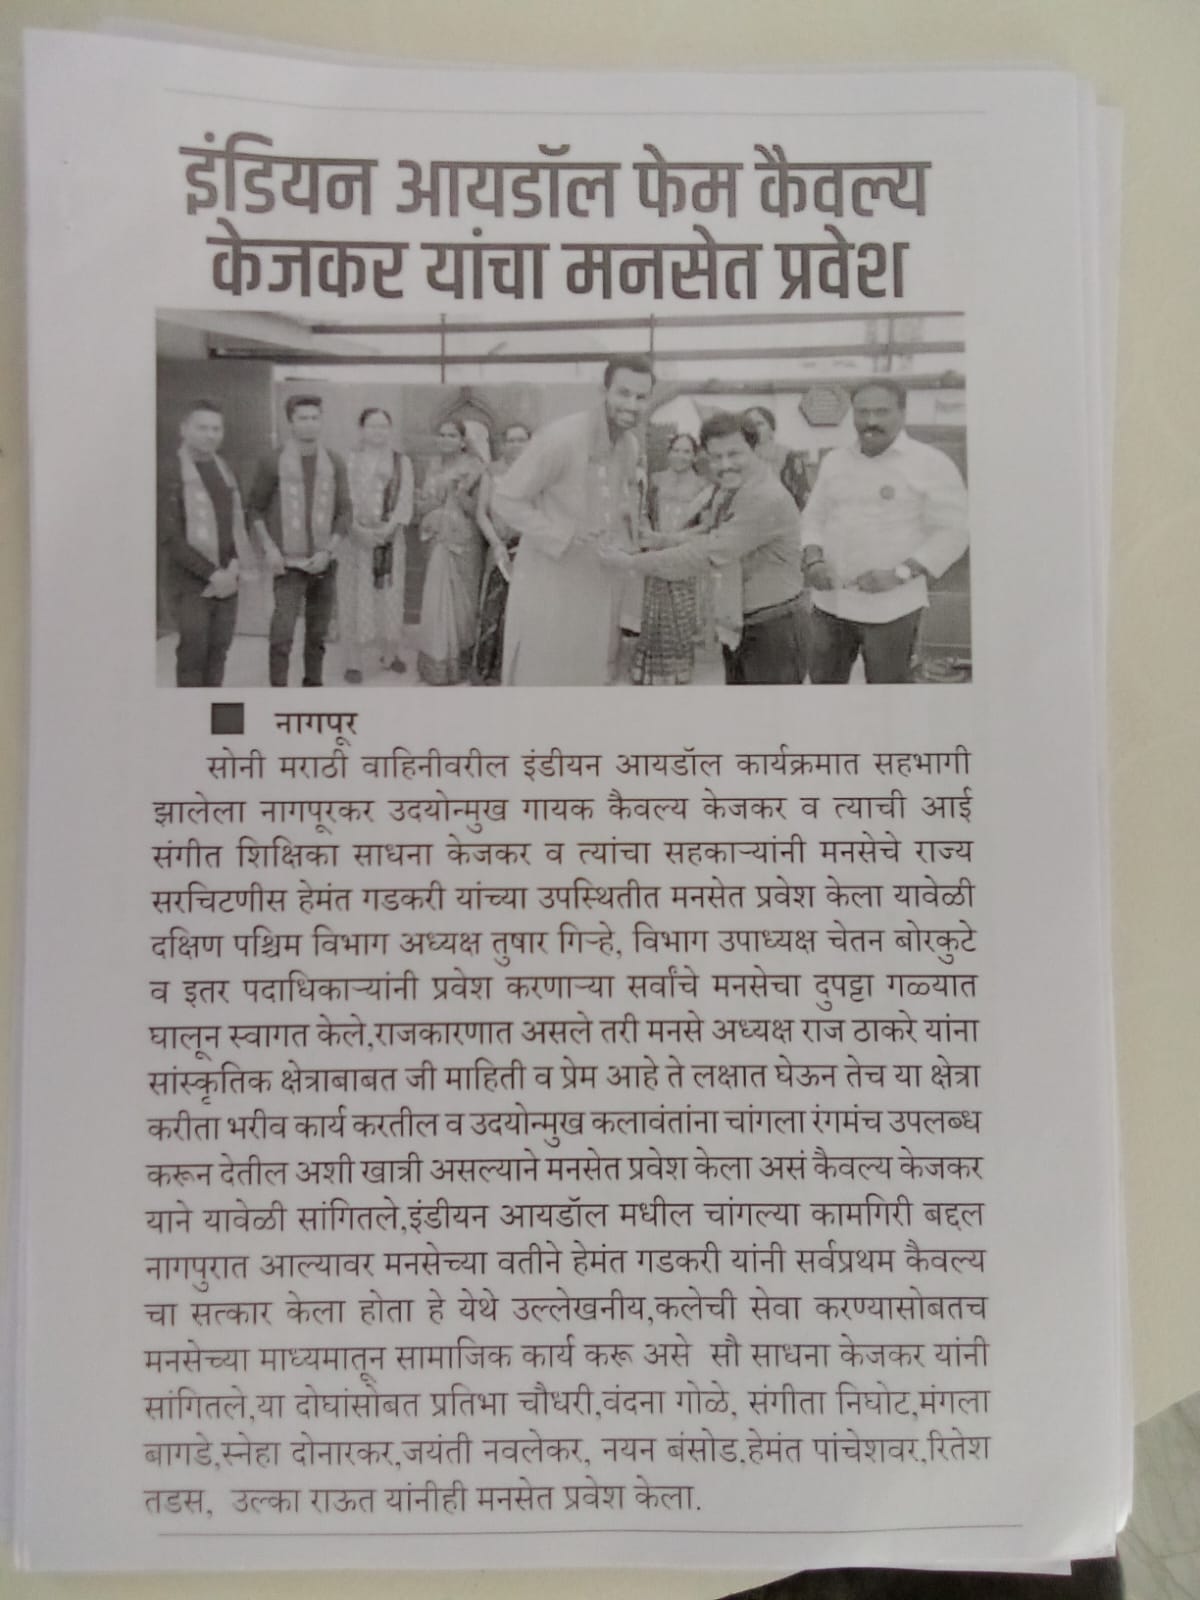 इंडियन आयडॉल फेम कैवल्य
केजकर यांचा मनसेत प्रवेश
नागपूर
सोनी मराठी वाहिनीवरील इंडीयन आयडॉल कार्यक्रमात सहभागी
झालेला नागपूरकर उदयोन्मुख गायक कैवल्य केजकर व त्याची आई
संगीत शिक्षिका साधना केजकर व त्यांचा सहकाऱ्यांनी मनसेचे राज्य
सरचिटणीस हेमंत गडकरी यांच्या उपस्थितीत मनसेत प्रवेश केला यावेळी
दक्षिण पश्चिम विभाग अध्यक्ष तुषार गिऱ्हे, विभाग उपाध्यक्ष चेतन बोरकुटे
व इतर पदाधिकाऱ्यांनी प्रवेश करणाऱ्या सर्वांचे मनसेचा दुपट्टा गळ्यात
घालून स्वागत केले,राजकारणात असले तरी मनसे अध्यक्ष राज ठाकरे यांना
सांस्कृतिक क्षेत्राबाबत जी माहिती व प्रेम आहे ते लक्षात घेऊन तेच या क्षेत्रा
करीता भरीव कार्य करतील व उदयोन्मुख कलावंतांना चांगला रंगमंच उपलब्ध
करून देतील अशी खात्री असल्याने मनसेत प्रवेश केला असं कैवल्य केजकर
याने यावेळी सांगितले,इंडीयन आयडॉल मधील चांगल्या कामगिरी बद्दल
नागपुरात आल्यावर मनसेच्या वतीने हेमंत गडकरी यांनी सर्वप्रथम कैवल्य
चा सत्कार केला होता हे येथे उल्लेखनीय,कलेची सेवा करण्यासोबतच
मनसेच्या माध्यमातून सामाजिक कार्य करू असे सौ साधना केजकर यांनी
सांगितले,या दोघांसोबत प्रतिभा चौधरी,वंदना गोळे, संगीता निघोट,मंगला
बागडे,स्नेहा दोनारकर,जयंती नवलेकर, नयन बंसोड,हेमंत पांचेशवर,रितेश
तडस, उल्का राऊत यांनीही मनसेत प्रवेश केला.